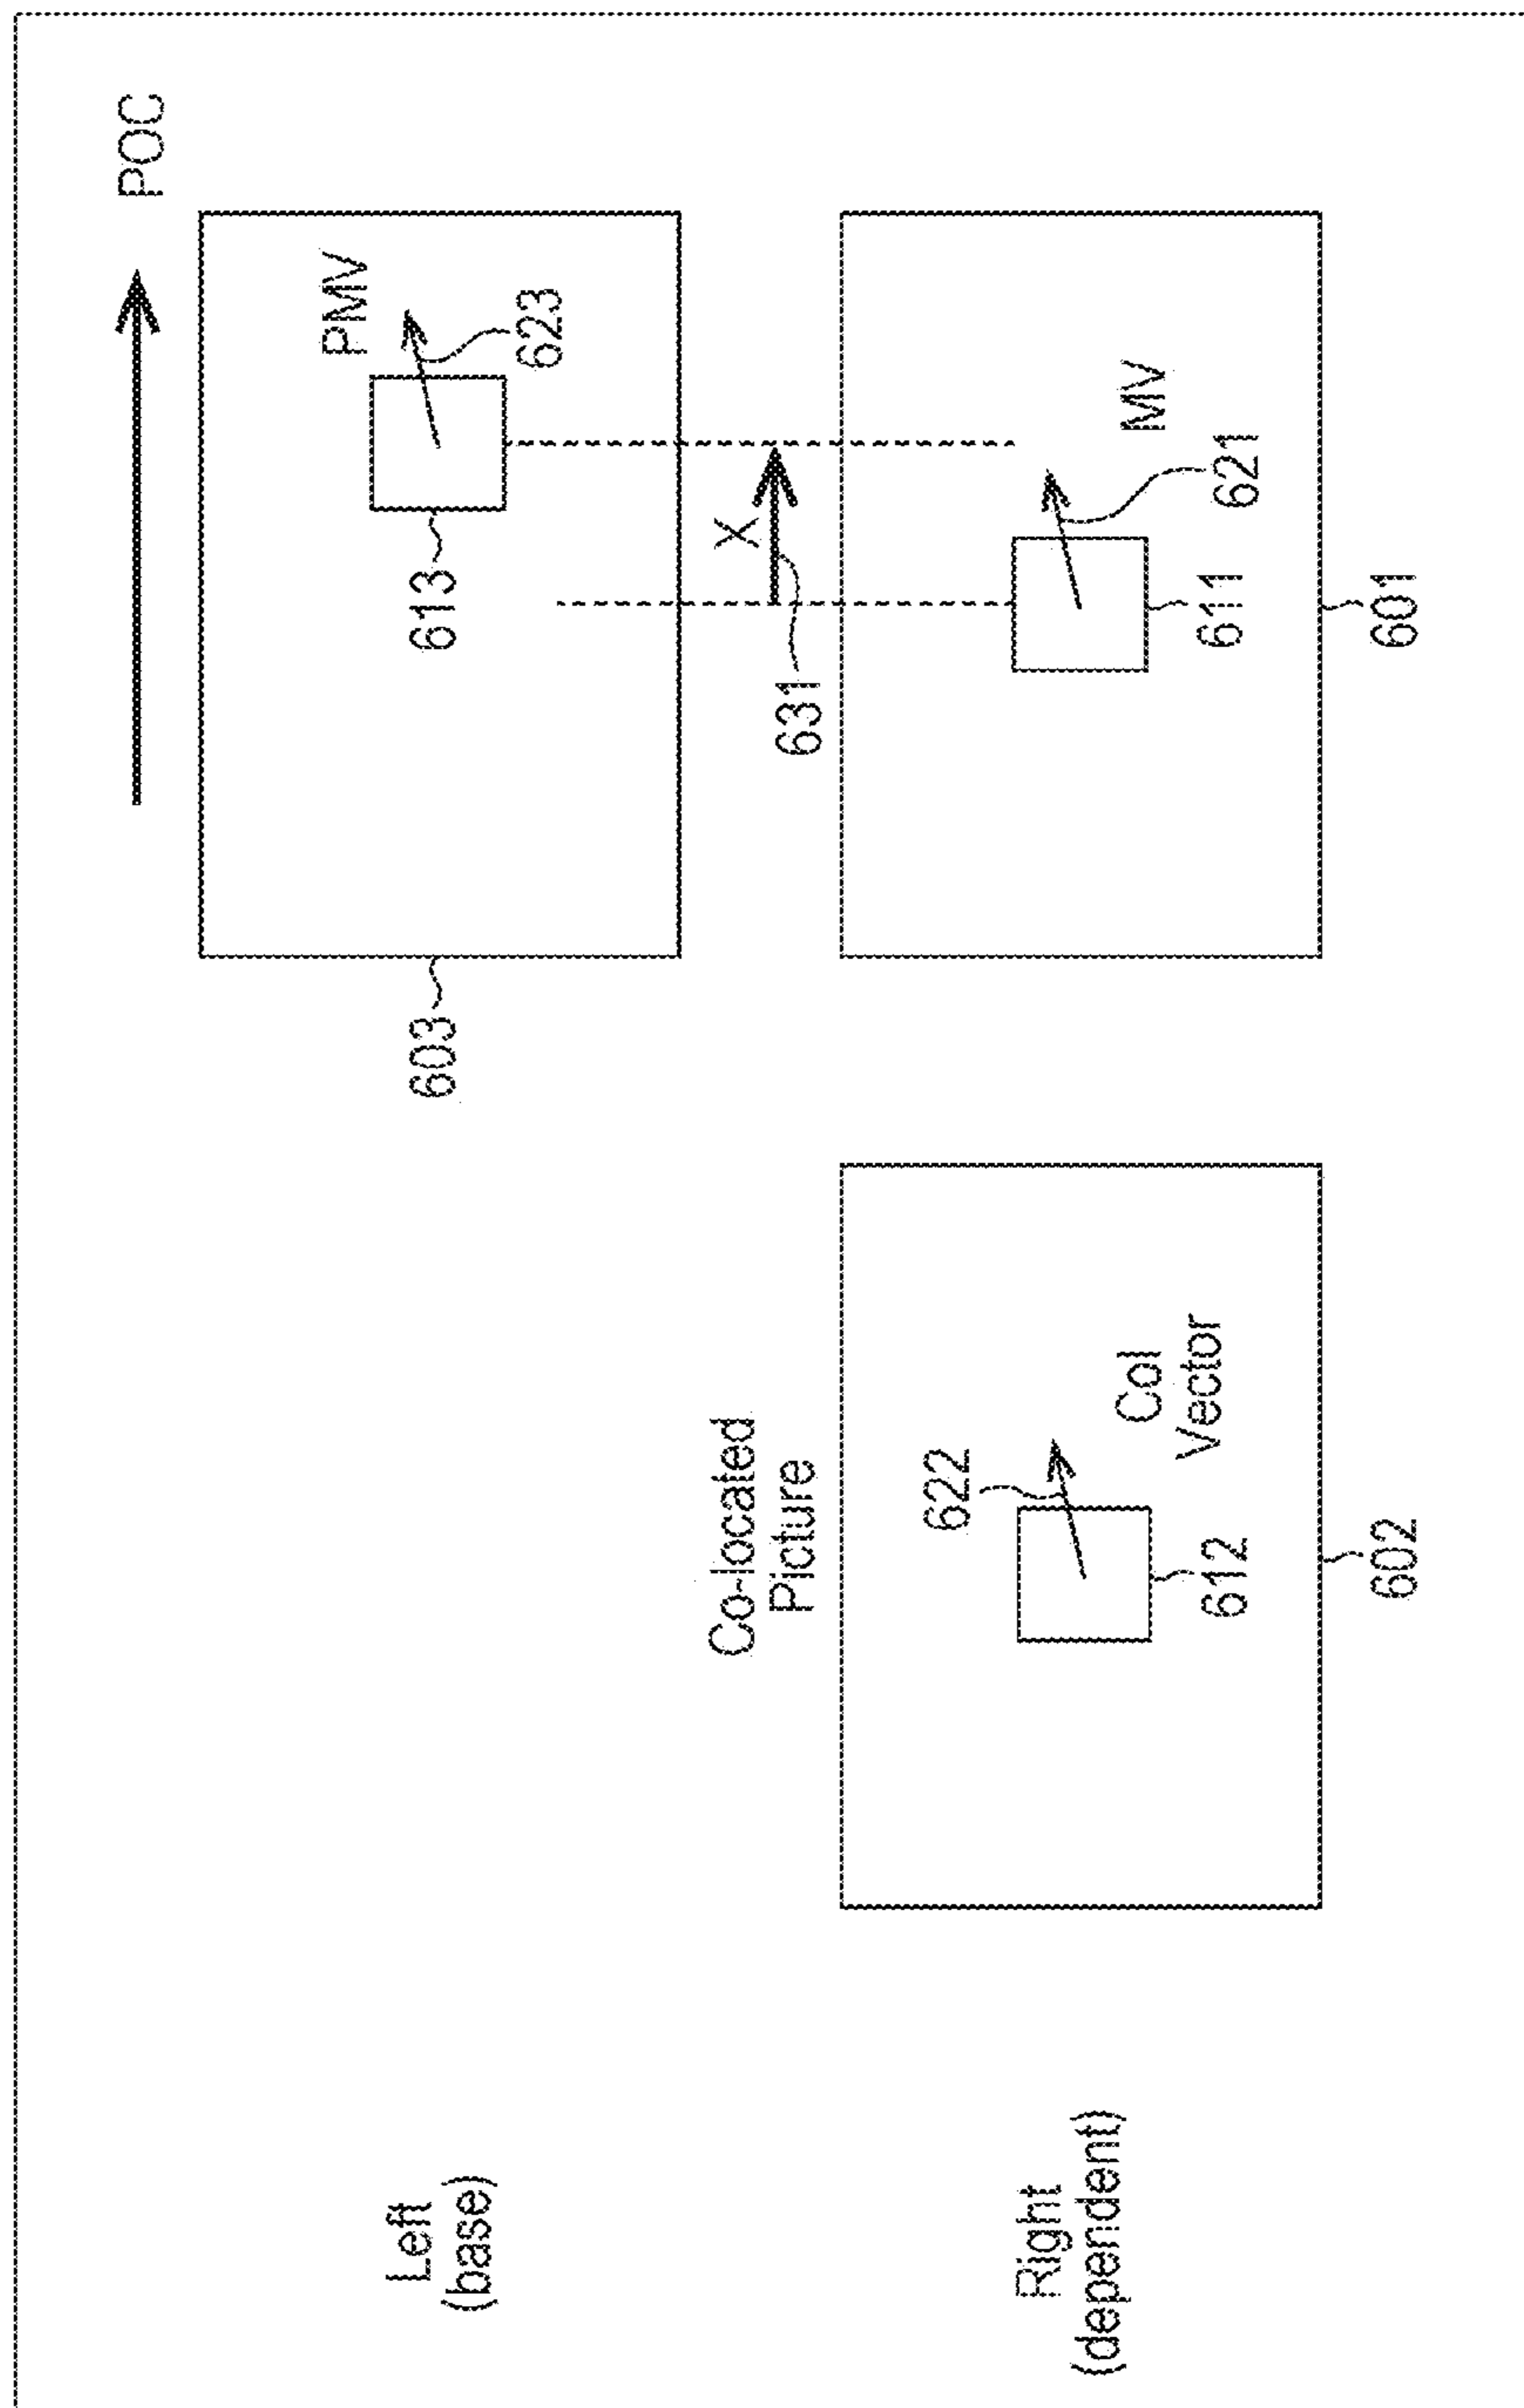 POC
Left
(base)
603
613
PMV
623
X
631
Co-located
Picture
Right
(dependent)
622
Col
Vector
612
602
MV
621
611
601